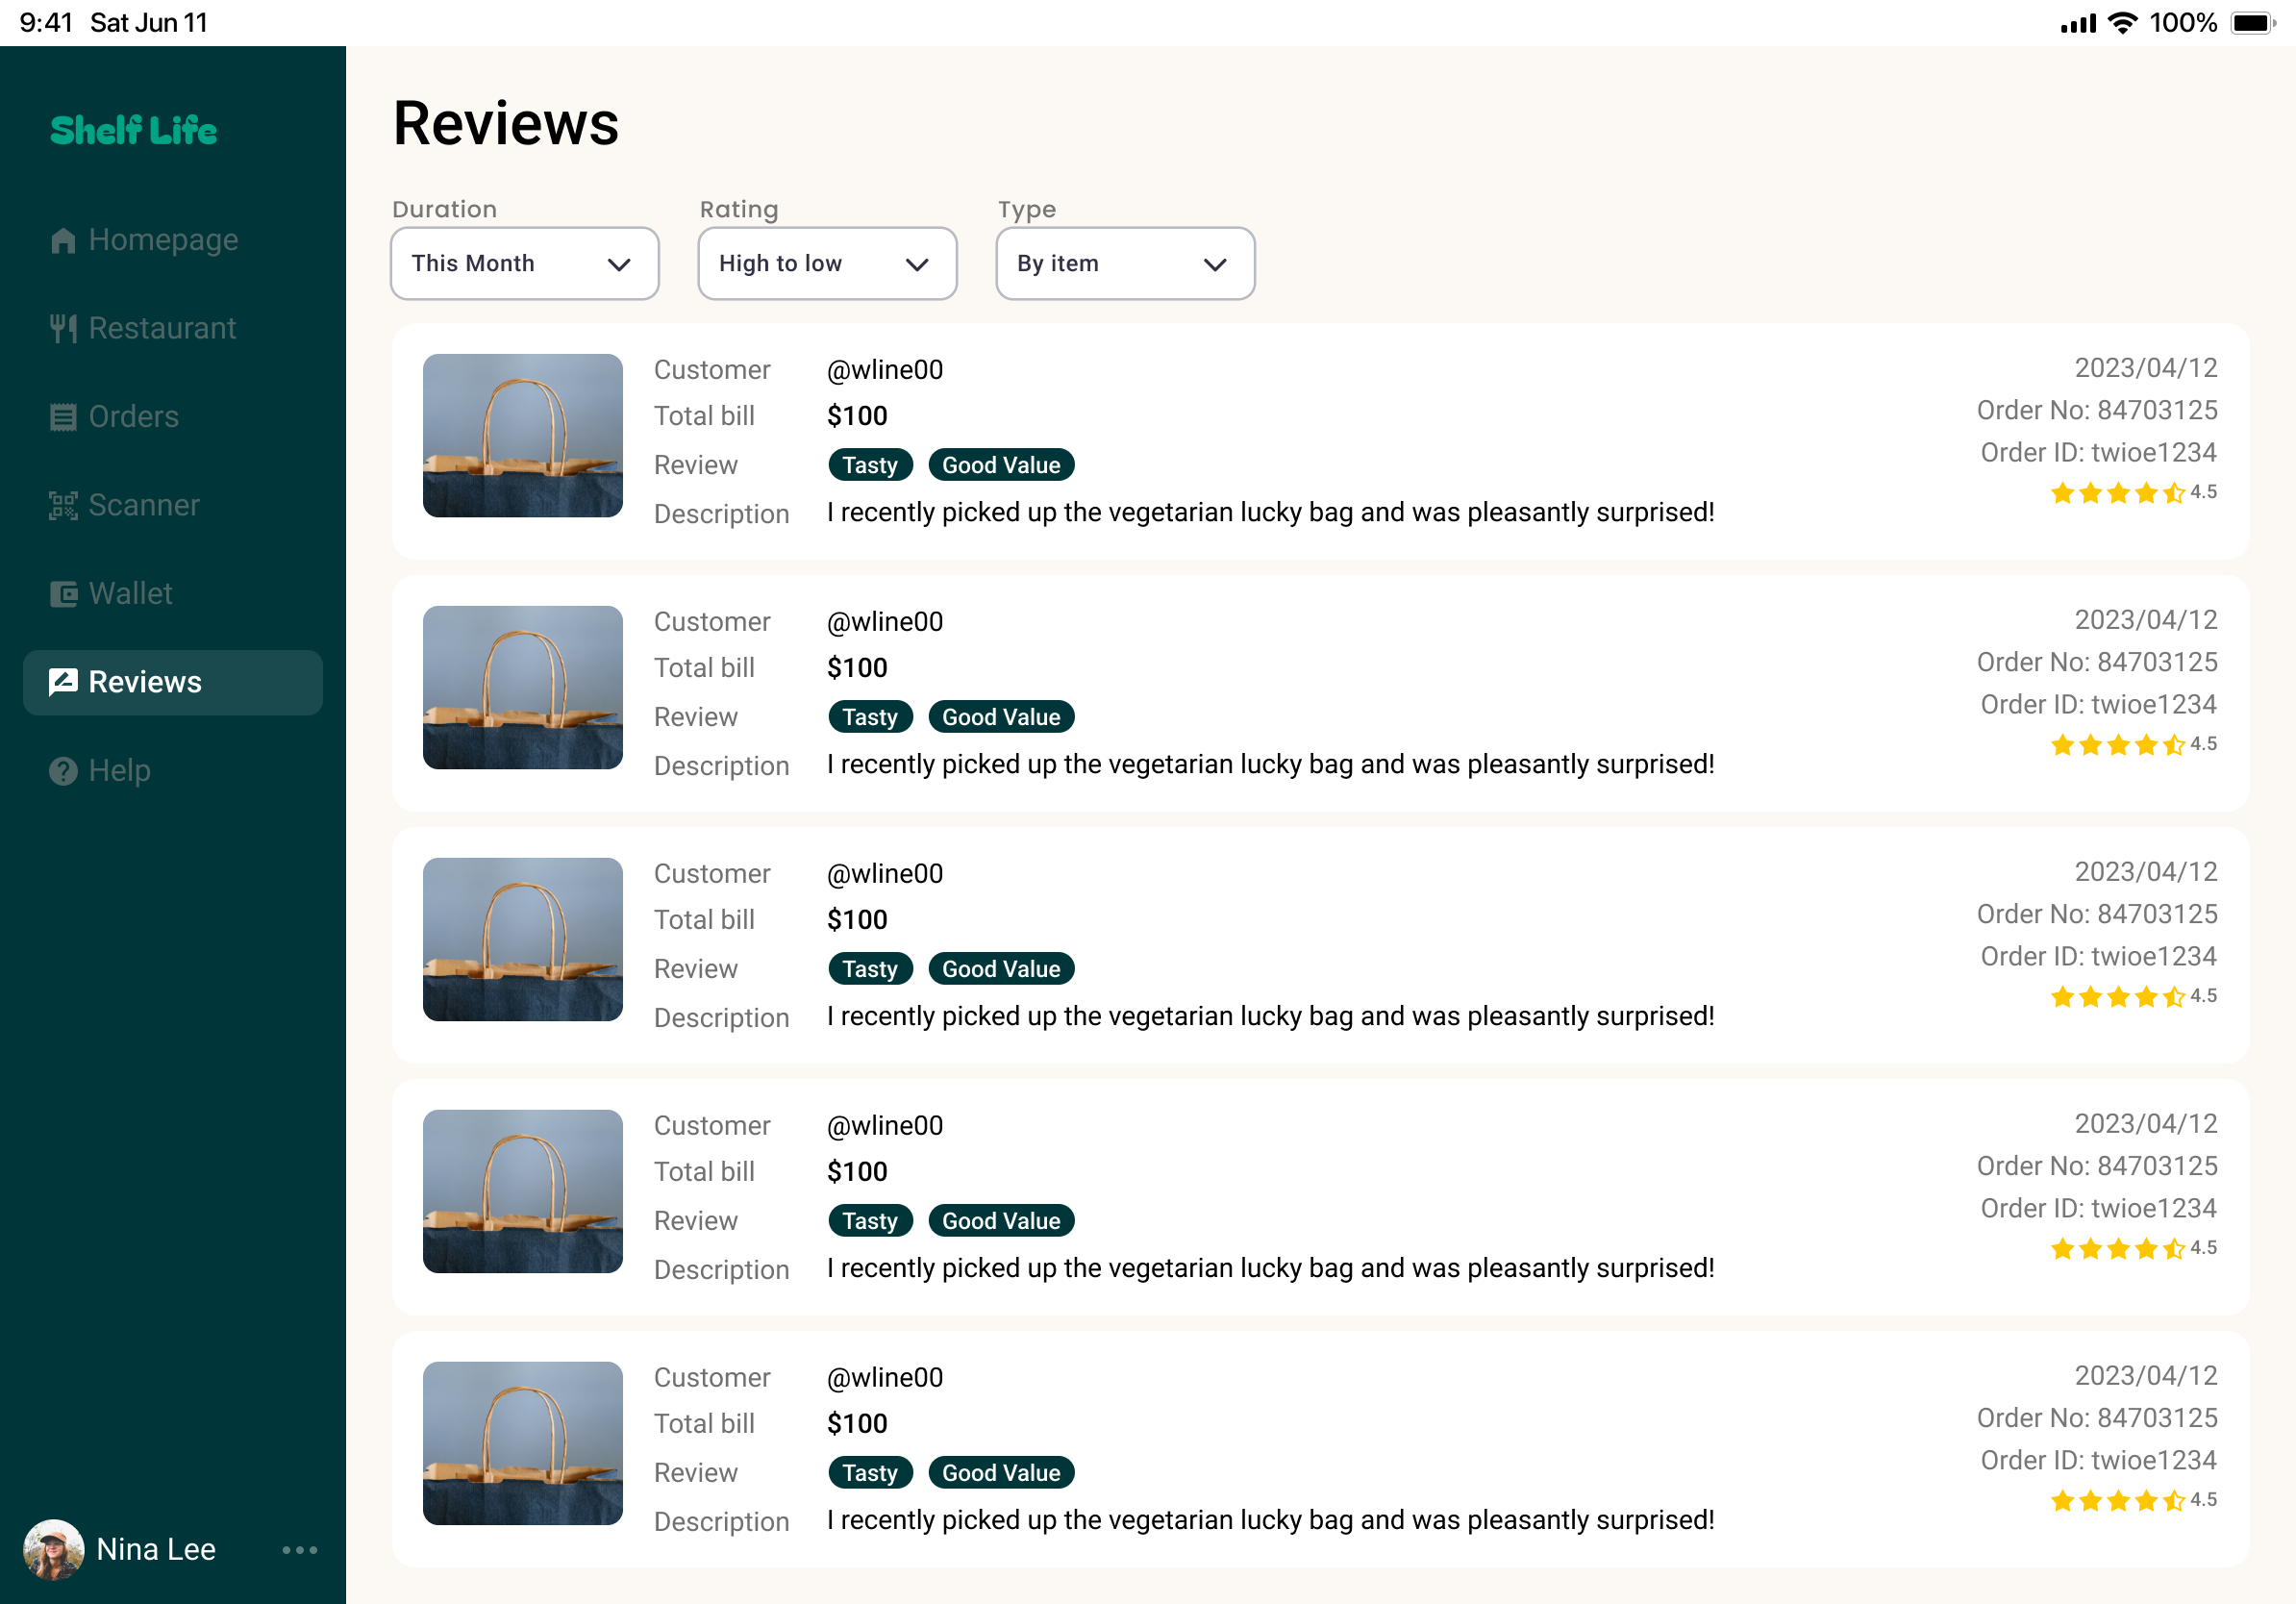 9:41 Sat Jun 11
100%
Shelf Life
Homepage
Restaurant
Orders
Scanner
Wallet
Reviews
Help
Nina Lee
Reviews
Duration
This Month
Rating
High to low
Type
By item
Customer @wline00
Total bill $100
Review Tasty Good Value
Description I recently picked up the vegetarian lucky bag and was pleasantly surprised!
2023/04/12
Order No: 84703125
Order ID: twioe1234
4.5
Customer @wline00
Total bill $100
Review Tasty Good Value
Description I recently picked up the vegetarian lucky bag and was pleasantly surprised!
2023/04/12
Order No: 84703125
Order ID: twioe1234
4.5
Customer @wline00
Total bill $100
Review Tasty Good Value
Description I recently picked up the vegetarian lucky bag and was pleasantly surprised!
2023/04/12
Order No: 84703125
Order ID: twioe1234
4.5
Customer @wline00
Total bill $100
Review Tasty Good Value
Description I recently picked up the vegetarian lucky bag and was pleasantly surprised!
2023/04/12
Order No: 84703125
Order ID: twioe1234
4.5
Customer @wline00
Total bill $100
Review Tasty Good Value
Description I recently picked up the vegetarian lucky bag and was pleasantly surprised!
2023/04/12
Order No: 84703125
Order ID: twioe1234
4.5